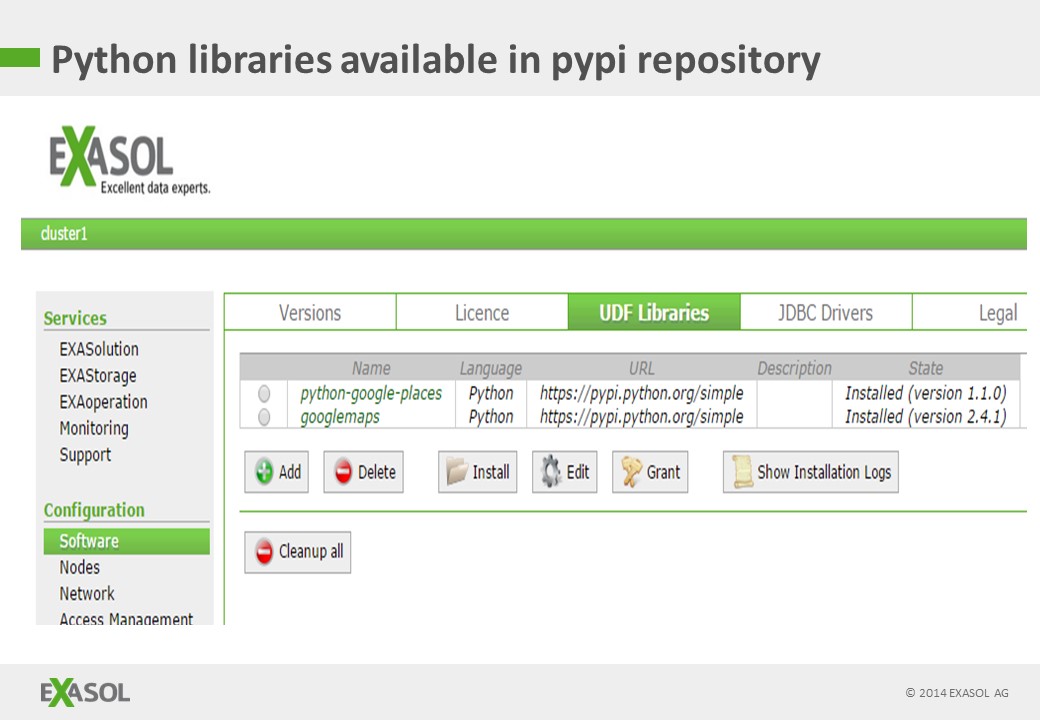 Python libraries available in pypi repository
EXASOL
Excellent data experts.
cluster1
Services
EXASolution
EXAStorage
EXAoperation
Monitoring
Support
Configuration
Software
Nodes
Network
Access Management
Versions Licence UDF Libraries JDBC Drivers Legal
Name Language URL Description State
python-google-places Python https://pypi.python.org/simple Installed (version 1.1.0)
googlemaps Python https://pypi.python.org/simple Installed (version 2.4.1)
Add Delete Install Edit Grant Show Installation Logs
Cleanup all
EXASOL
© 2014 EXASOL AG